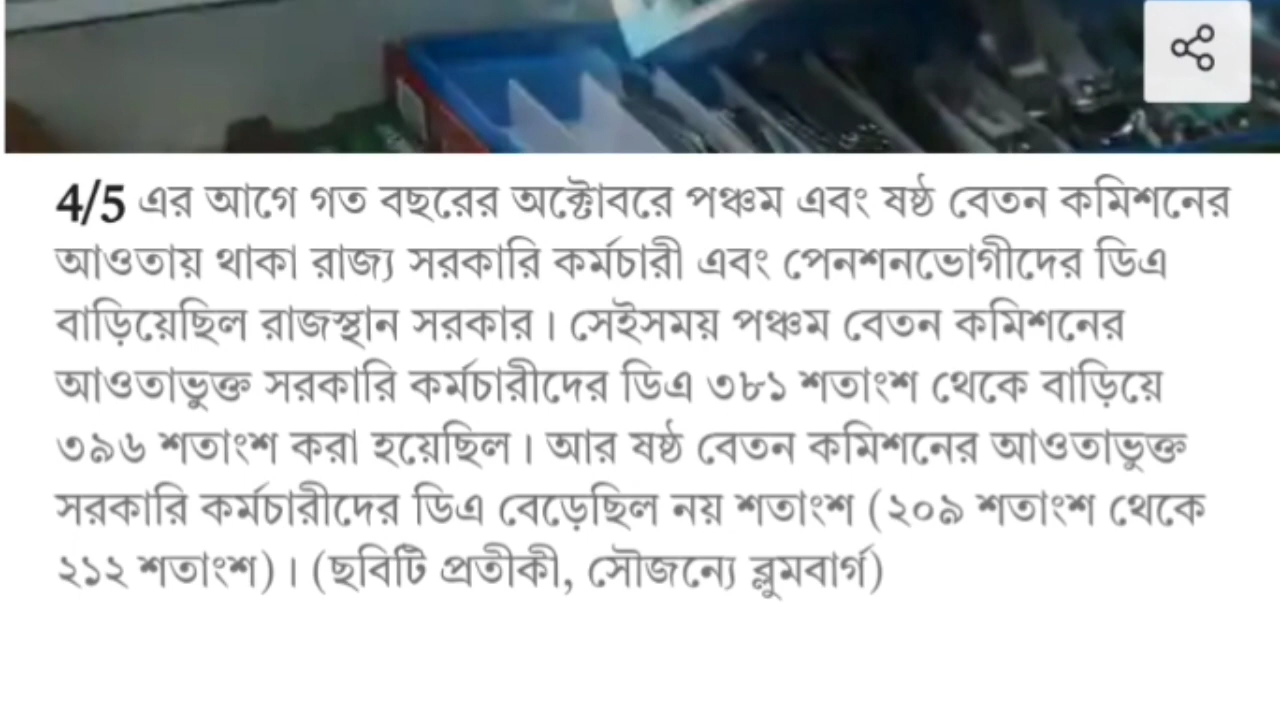 4/5 এর আগে গত বছরের অক্টোবরে পঞ্চম এবং ষষ্ঠ বেতন কমিশনের
আওতায় থাকা রাজ্য সরকারি কর্মচারী এবং পেনশনভোগীদের ডিএ
বাড়িয়েছিল রাজস্থান সরকার। সেইসময় পঞ্চম বেতন কমিশনের
আওতাভুক্ত সরকারি কর্মচারীদের ডিএ ৩৮১ শতাংশ থেকে বাড়িয়ে
৩৯৬ শতাংশ করা হয়েছিল। আর ষষ্ঠ বেতন কমিশনের আওতাভুক্ত
সরকারি কর্মচারীদের ডিএ বেড়েছিল নয় শতাংশ (২০৯ শতাংশ থেকে
২১২ শতাংশ)। (ছবিটি প্রতীকী, সৌজন্যে ব্লুমবার্গ)